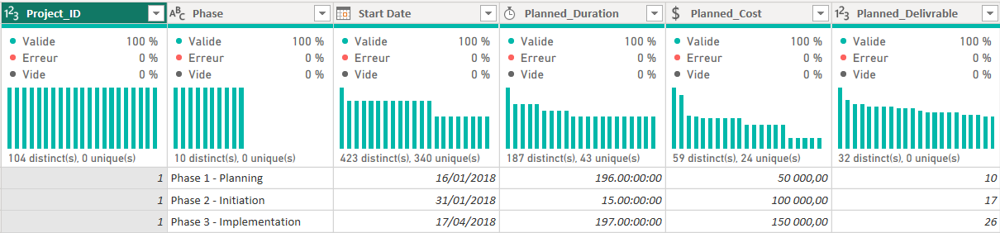 1²3 Project_ID ABC Phase Start Date Planned_Duration $ Planned_Cost 1²3 Planned_Delivrable
Valide 100 % Valide 100 % Valide 100 % Valide 100 % Valide 100 % Valide 100 %
Erreur 0 % Erreur 0 % Erreur 0 % Erreur 0 % Erreur 0 % Erreur 0 %
Vide 0 % Vide 0 % Vide 0 % Vide 0 % Vide 0 % Vide 0 %
104 distinct(s), 0 unique(s) 10 distinct(s), 0 unique(s) 423 distinct(s), 340 unique(s) 187 distinct(s), 43 unique(s) 59 distinct(s), 24 unique(s) 32 distinct(s), 0 unique(s)
1 Phase 1 - Planning 16/01/2018 196.00:00:00 50 000,00 10
1 Phase 2 - Initiation 31/01/2018 15.00:00:00 100 000,00 17
1 Phase 3 - Implementation 17/04/2018 197.00:00:00 150 000,00 26